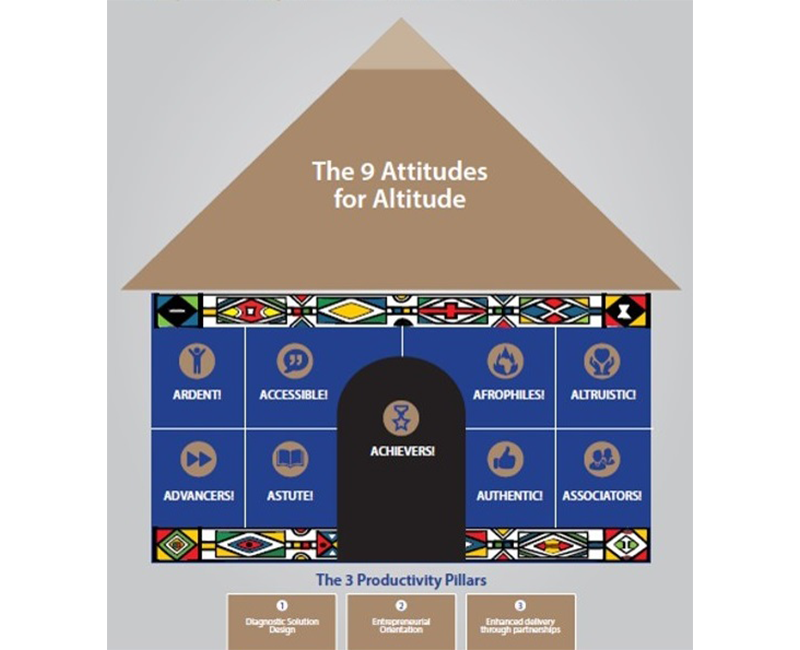 The 9 Attitudes
for Altitude
ARDENT!
ACCESSIBLE!
AFROPHILES!
ALTRUISTIC!
ACHIEVERS!
ADVANCERS!
ASTUTE!
AUTHENTIC!
ASSOCIATORS!
The 3 Productivity Pillars
1
Diagnostic Solution
Design
2
Entrepreneurial
Orientation
3
Enhanced delivery
through partnerships